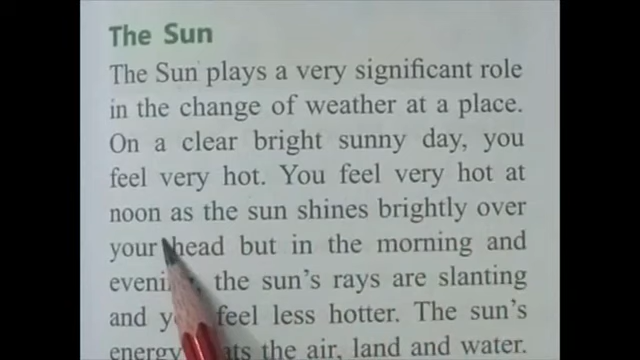 The Sun
The Sun plays a very significant role
in the change of weather at a place.
On a clear bright sunny day, you
feel very hot. You feel very hot at
noon as the sun shines brightly over
your head but in the morning and
the sun's rays are slanting
and feel less hotter. The sun's
energy the air, land and water.